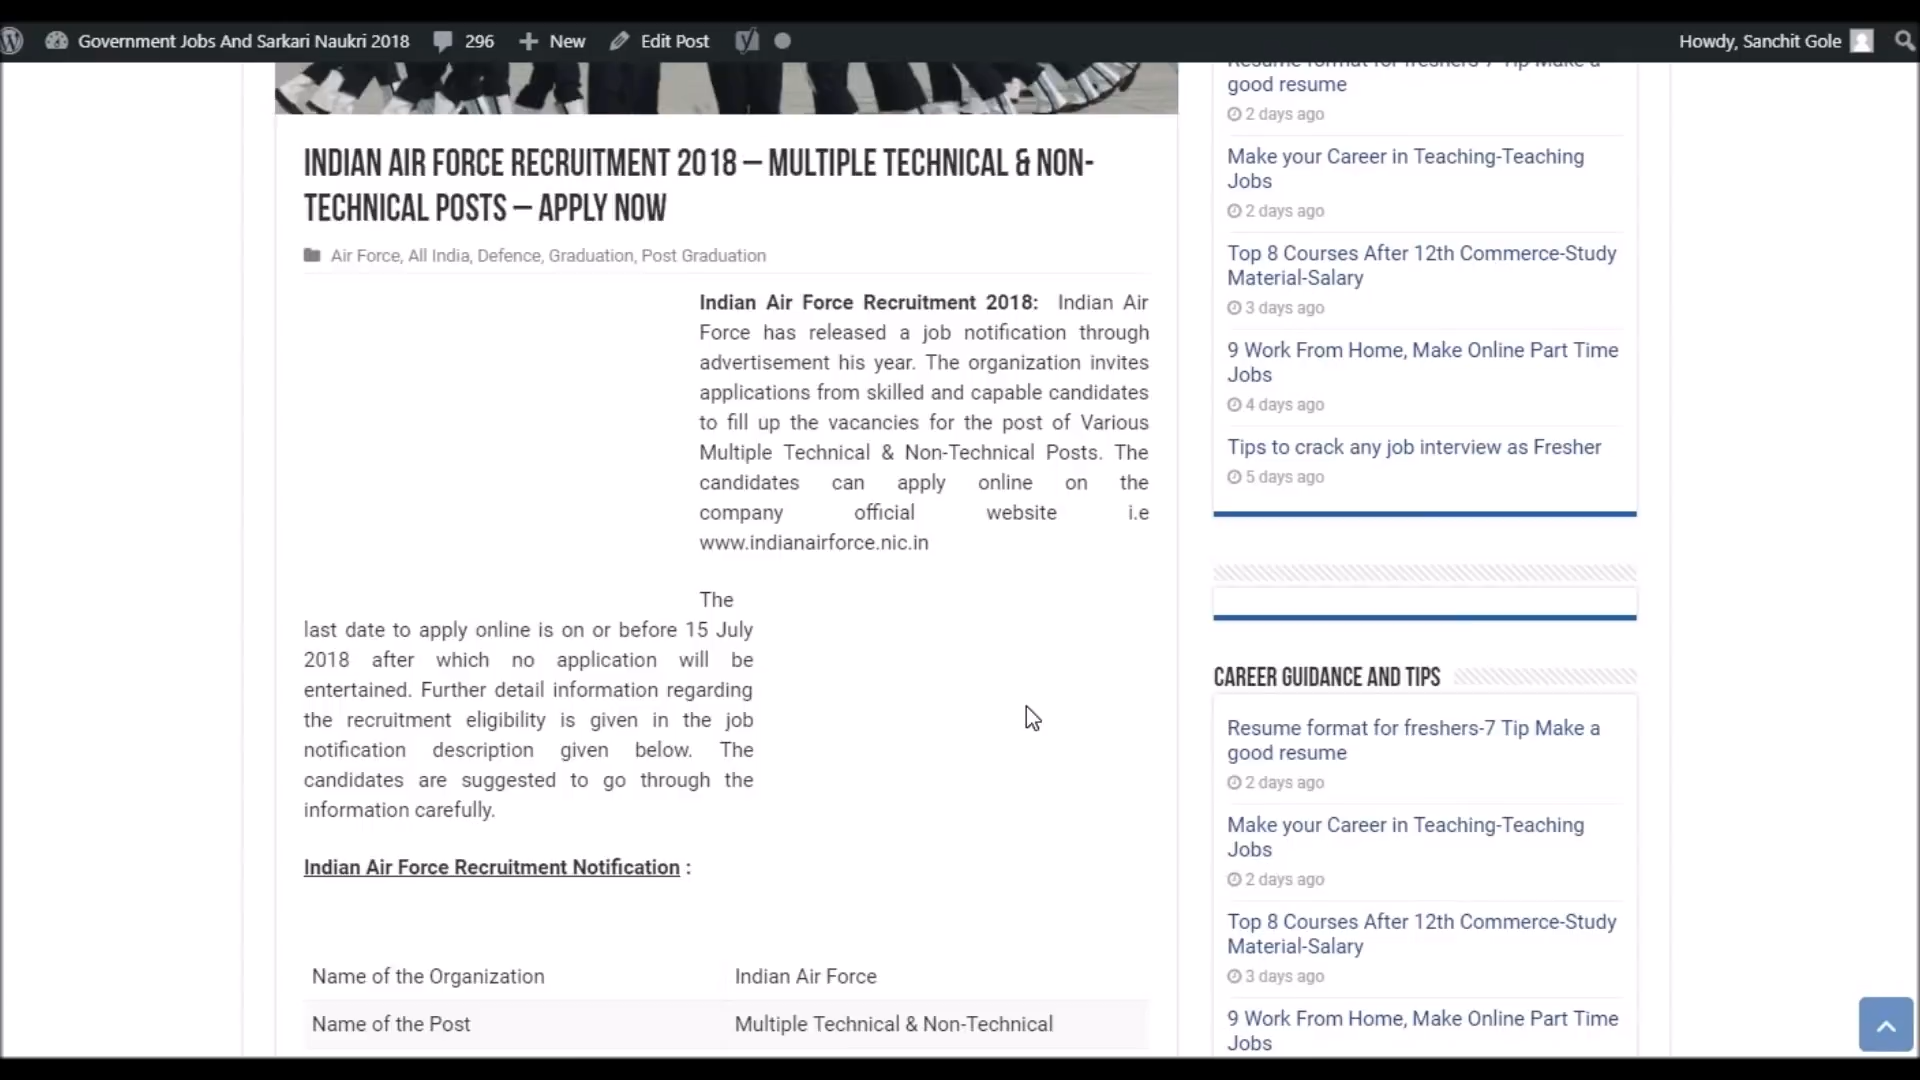 Government Jobs And Sarkari Naukri 2018 296 New Edit Post Howdy, Sanchit Gole
INDIAN AIR FORCE RECRUITMENT 2018 – MULTIPLE TECHNICAL & NON-
TECHNICAL POSTS – APPLY NOW
Air Force, All India, Defence, Graduation, Post Graduation
Indian Air Force Recruitment 2018: Indian Air
Force has released a job notification through
advertisement his year. The organization invites
applications from skilled and capable candidates
to fill up the vacancies for the post of Various
Multiple Technical & Non-Technical Posts. The
candidates can apply online on the
company official website i.e
www.indianairforce.nic.in
The
last date to apply online is on or before 15 July
2018 after which no application will be
entertained. Further detail information regarding
the recruitment eligibility is given in the job
notification description given below. The
candidates are suggested to go through the
information carefully.
Indian Air Force Recruitment Notification :
Name of the Organization Indian Air Force
Name of the Post Multiple Technical & Non-Technical
Resume format for freshers-7 Tip Make a
good resume
2 days ago
Make your Career in Teaching-Teaching
Jobs
2 days ago
Top 8 Courses After 12th Commerce-Study
Material-Salary
3 days ago
9 Work From Home, Make Online Part Time
Jobs
4 days ago
Tips to crack any job interview as Fresher
5 days ago
CAREER GUIDANCE AND TIPS
Resume format for freshers-7 Tip Make a
good resume
2 days ago
Make your Career in Teaching-Teaching
Jobs
2 days ago
Top 8 Courses After 12th Commerce-Study
Material-Salary
3 days ago
9 Work From Home, Make Online Part Time
Jobs